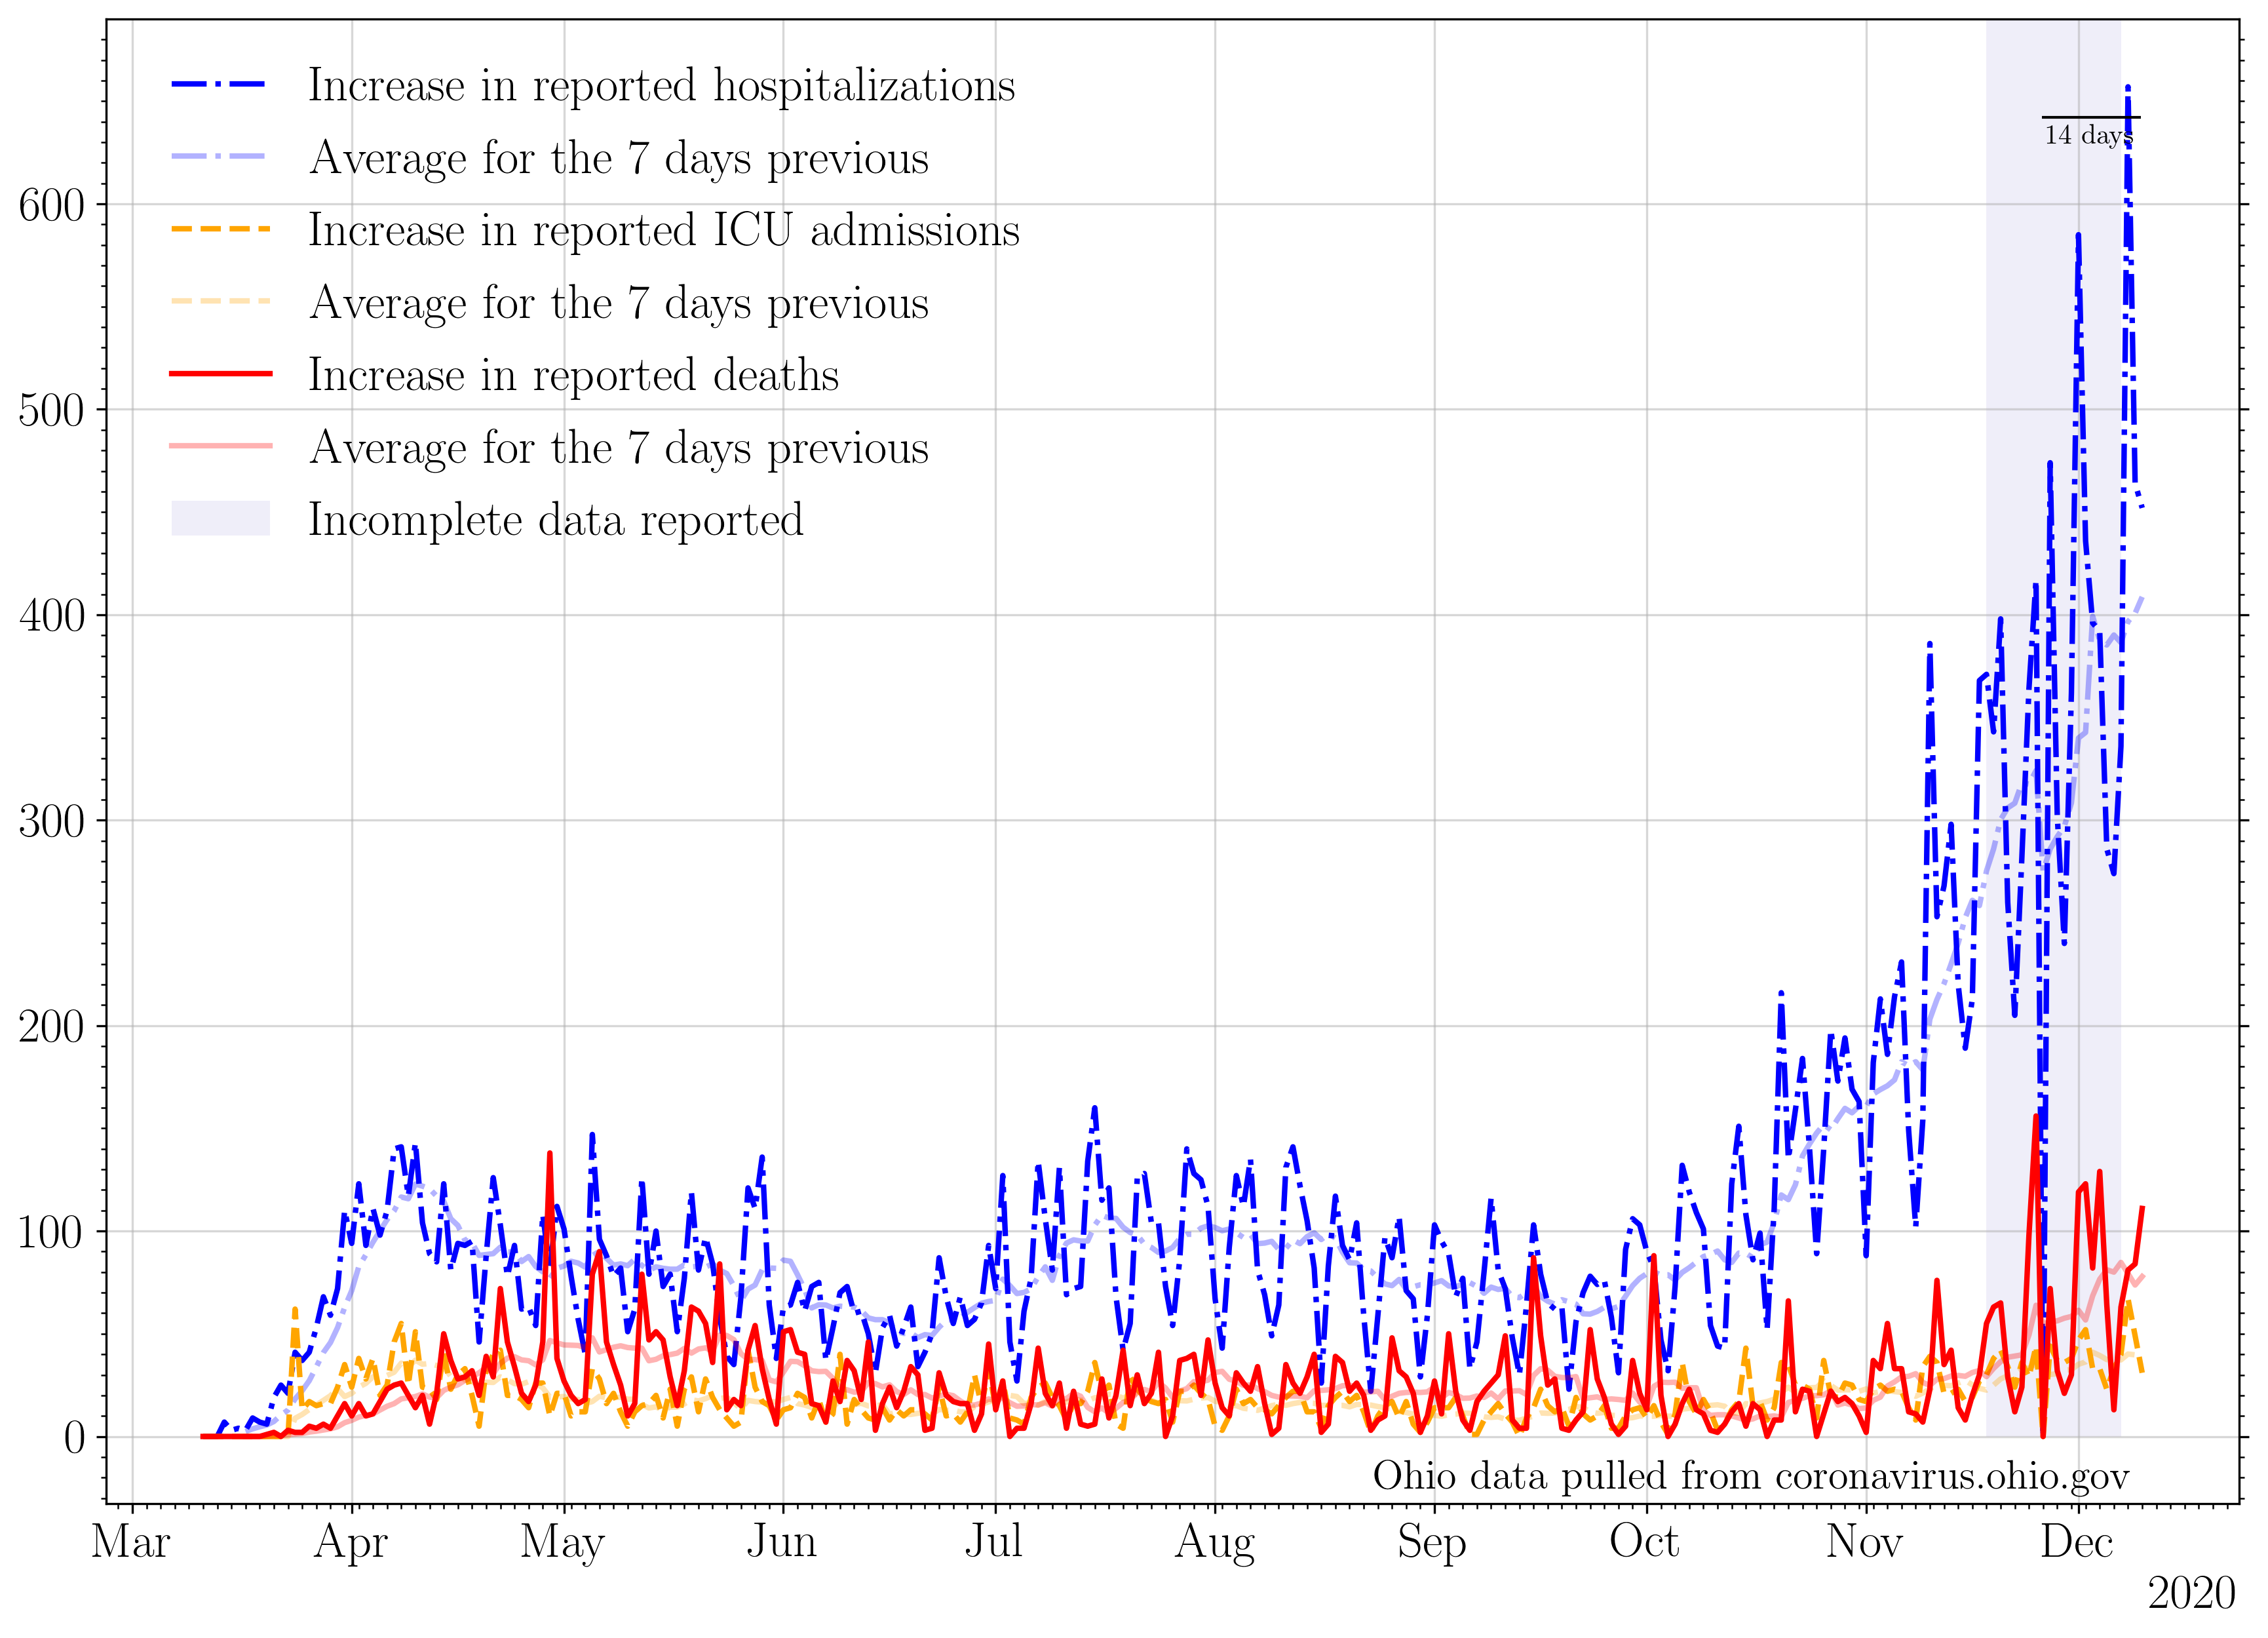 Increase in reported hospitalizations
Average for the 7 days previous
Increase in reported ICU admissions
Average for the 7 days previous
Increase in reported deaths
Average for the 7 days previous
Incomplete data reported
14 days
600
500
400
300
200
100
0
Ohio data pulled from coronavirus.ohio.gov
Mar Apr May Jun Jul Aug Sep Oct Nov Dec
2020